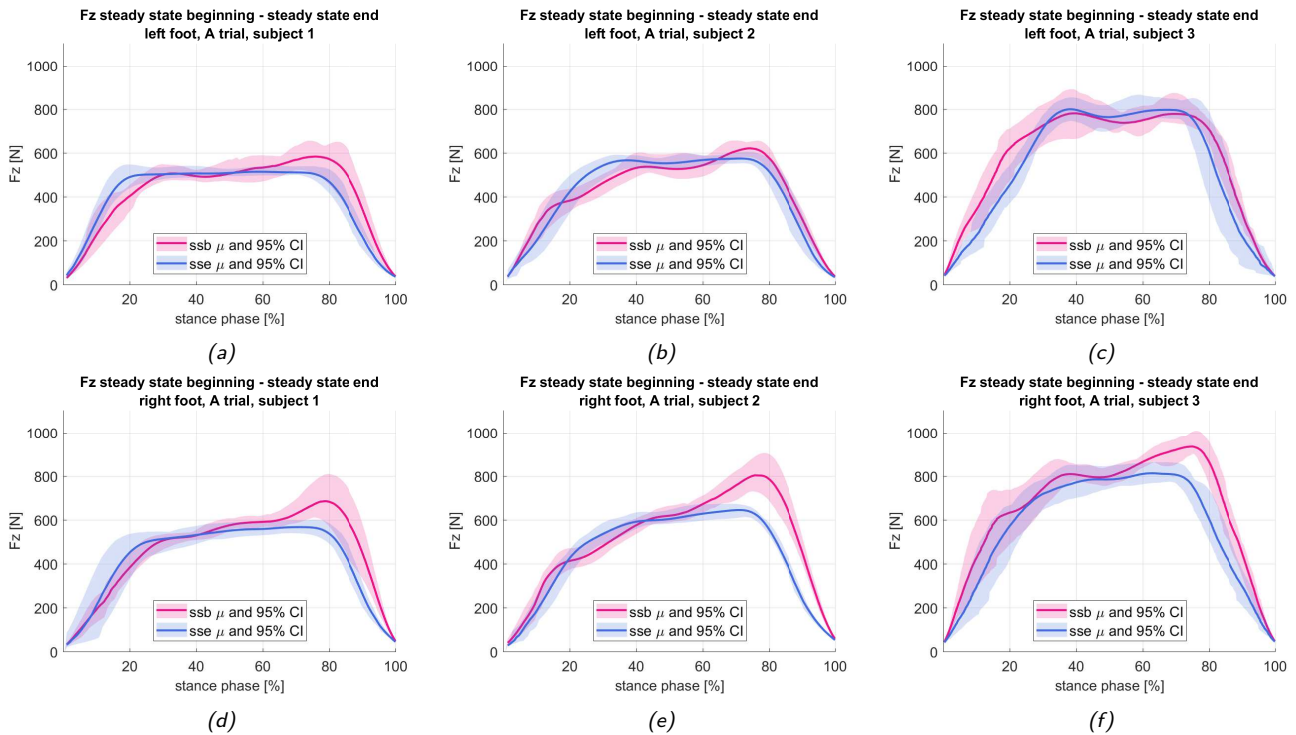 Fz steady state beginning - steady state end
left foot, A trial, subject 1
Fz [N]
1000
800
600
400
200
0
ssb μ and 95% CI
sse μ and 95% CI
20 40 60 80 100
stance phase [%]
(a)
Fz steady state beginning - steady state end
left foot, A trial, subject 2
Fz [N]
1000
800
600
400
200
0
ssb μ and 95% CI
sse μ and 95% CI
20 40 60 80 100
stance phase [%]
(b)
Fz steady state beginning - steady state end
left foot, A trial, subject 3
Fz [N]
1000
800
600
400
200
0
ssb μ and 95% CI
sse μ and 95% CI
20 40 60 80 100
stance phase [%]
(c)
Fz steady state beginning - steady state end
right foot, A trial, subject 1
Fz [N]
1000
800
600
400
200
0
ssb μ and 95% CI
sse μ and 95% CI
20 40 60 80 100
stance phase [%]
(d)
Fz steady state beginning - steady state end
right foot, A trial, subject 2
Fz [N]
1000
800
600
400
200
0
ssb μ and 95% CI
sse μ and 95% CI
20 40 60 80 100
stance phase [%]
(e)
Fz steady state beginning - steady state end
right foot, A trial, subject 3
Fz [N]
1000
800
600
400
200
0
ssb μ and 95% CI
sse μ and 95% CI
20 40 60 80 100
stance phase [%]
(f)